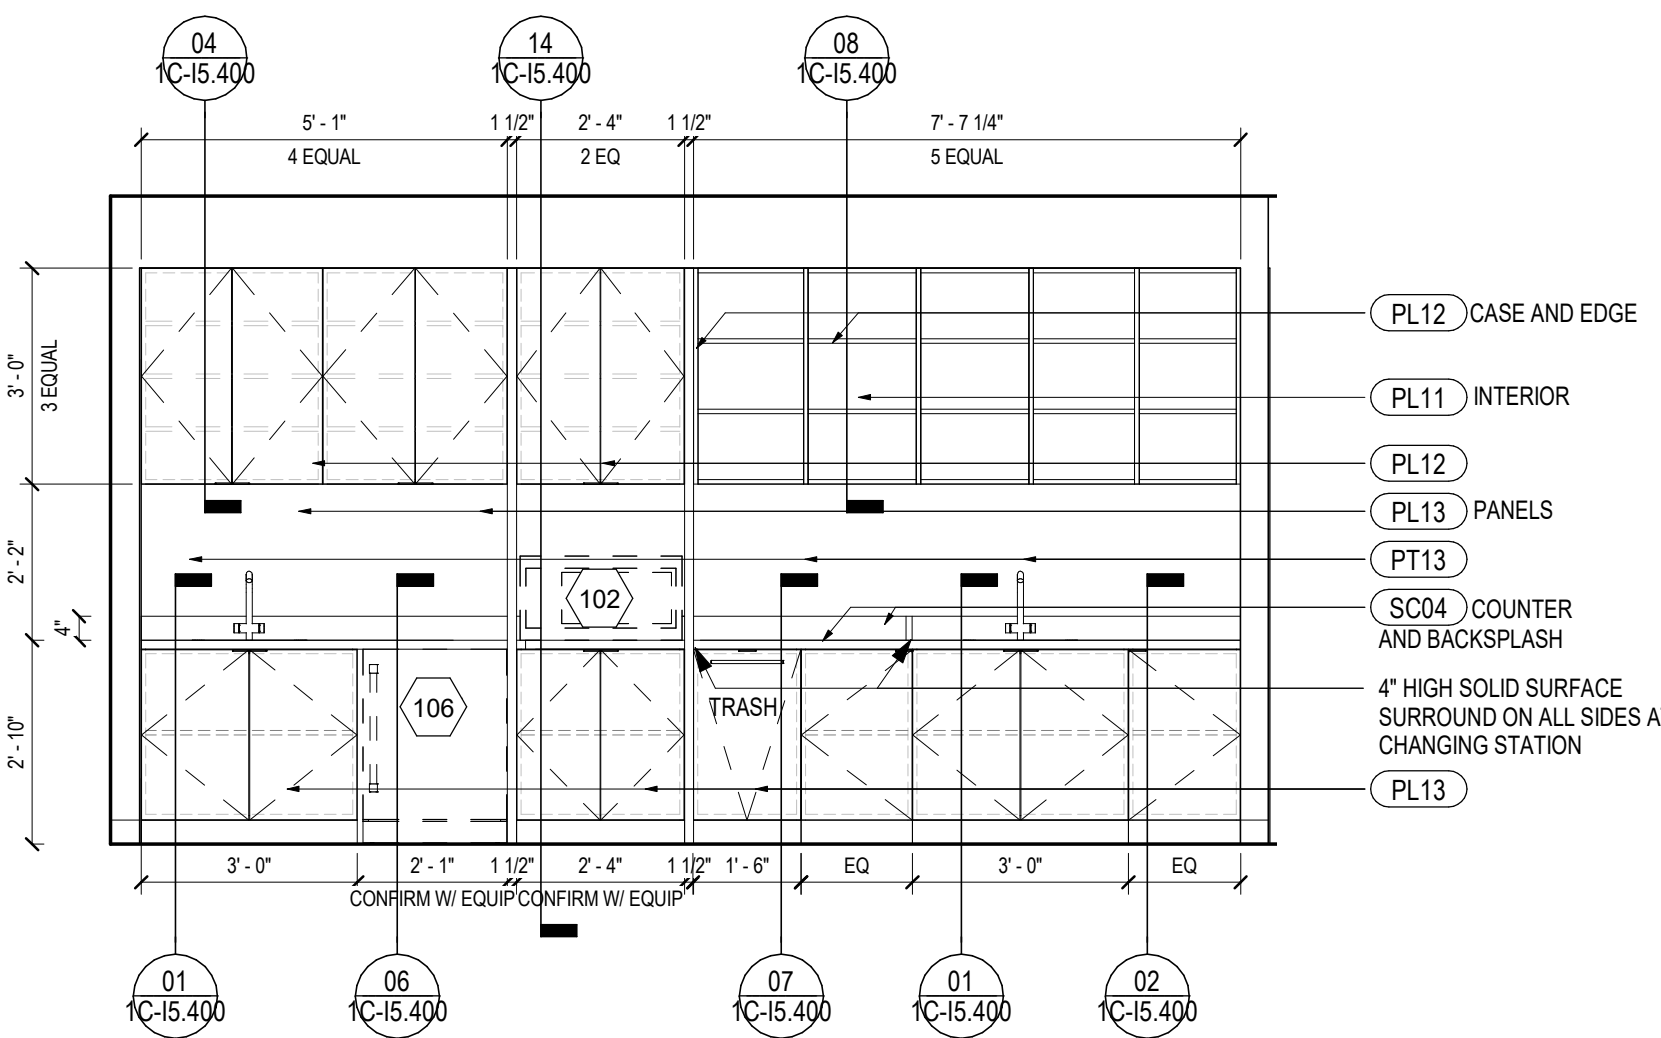 04
1C-I5.400
14
1C-I5.400
08
1C-I5.400
5' - 1"
1 1/2"
2' - 4"
1 1/2"
7' - 7 1/4"
4 EQUAL
2 EQ
5 EQUAL
3' - 0"
3 EQUAL
2' - 2"
4"
2' - 10"
PL12 CASE AND EDGE
PL11 INTERIOR
PL12
PL13 PANELS
PT13
SC04 COUNTER
AND BACKSPLASH
4" HIGH SOLID SURFACE
SURROUND ON ALL SIDES
CHANGING STATION
PL13
102
106
TRASH
3' - 0"
2' - 1"
1 1/2"
2' - 4"
1 1/2"
1' - 6"
EQ
3' - 0"
EQ
CONFIRM W/ EQUIP
CONFIRM W/ EQUIP
01
1C-I5.400
06
1C-I5.400
07
1C-I5.400
01
1C-I5.400
02
1C-I5.400